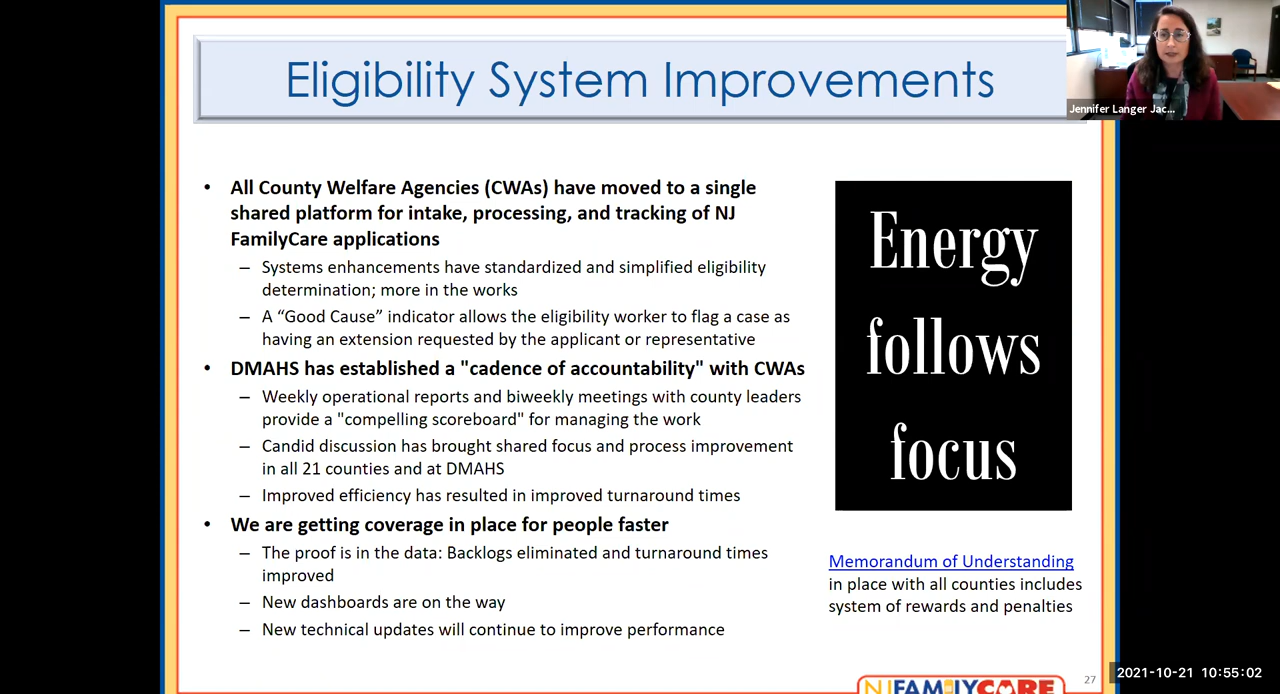 Eligibility System Improvements
Jennifer Langer Jac...
• All County Welfare Agencies (CWAs) have moved to a single
shared platform for intake, processing, and tracking of NJ
FamilyCare applications
– Systems enhancements have standardized and simplified eligibility
determination; more in the works
– A “Good Cause” indicator allows the eligibility worker to flag a case as
having an extension requested by the applicant or representative
• DMAHS has established a "cadence of accountability" with CWAs
– Weekly operational reports and biweekly meetings with county leaders
provide a "compelling scoreboard" for managing the work
– Candid discussion has brought shared focus and process improvement
in all 21 counties and at DMAHS
– Improved efficiency has resulted in improved turnaround times
• We are getting coverage in place for people faster
– The proof is in the data: Backlogs eliminated and turnaround times
improved
– New dashboards are on the way
– New technical updates will continue to improve performance
Energy
follows
focus
Memorandum of Understanding
in place with all counties includes
system of rewards and penalties
NJFAMILYCARE
27
2021-10-21 10:55:02